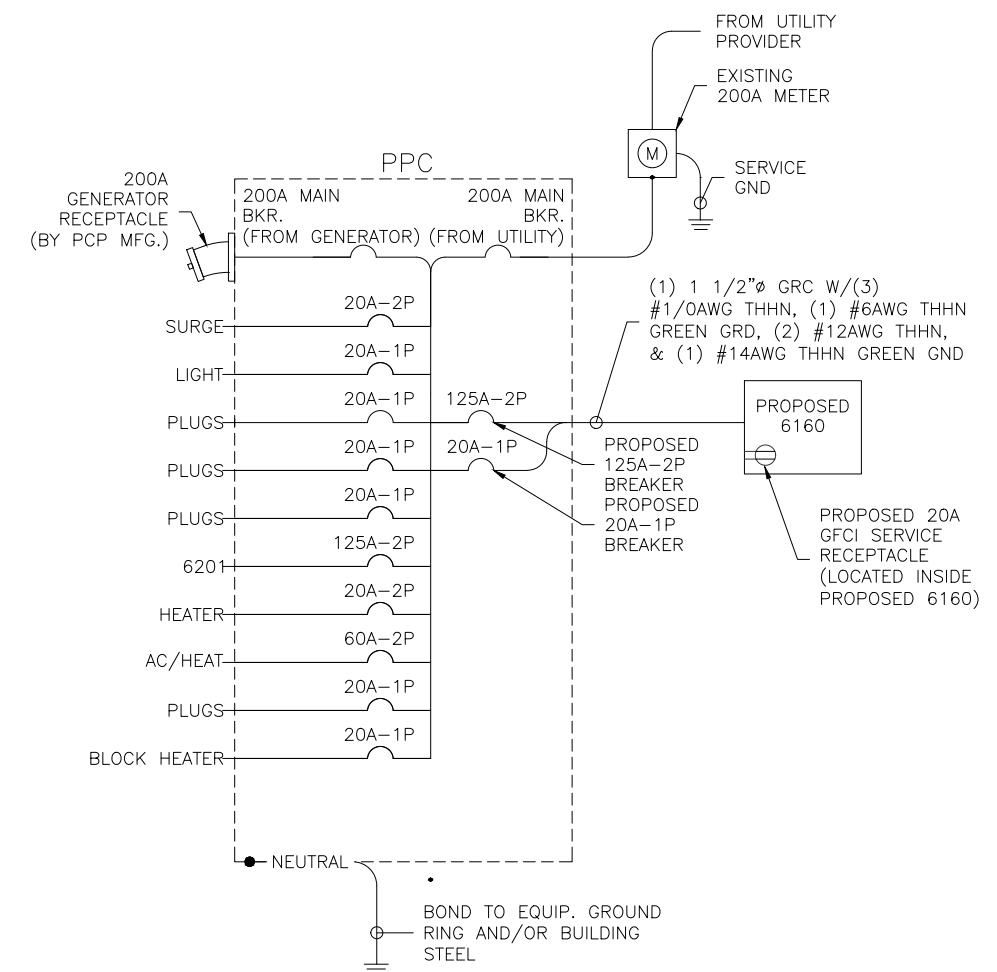 FROM UTILITY
PROVIDER
EXISTING
200A METER
M
SERVICE
GND
PPC
200A
GENERATOR
RECEPTACLE
(BY PCP MFG.)
200A MAIN
BKR.
(FROM GENERATOR)
200A MAIN
BKR.
(FROM UTILITY)
(1) 1 1/2"ø GRC W/(3)
#1/0AWG THHN, (1) #6AWG THHN
GREEN GRD, (2) #12AWG THHN,
& (1) #14AWG THHN GREEN GND
20A-2P
SURGE
20A-1P
LIGHT
20A-1P
PLUGS
20A-1P
PLUGS
20A-1P
PLUGS
125A-2P
6201
20A-2P
HEATER
60A-2P
AC/HEAT
20A-1P
PLUGS
20A-1P
BLOCK HEATER
125A-2P
20A-1P
PROPOSED
125A-2P
BREAKER
PROPOSED
20A-1P
BREAKER
PROPOSED
6160
PROPOSED 20A
GFCI SERVICE
RECEPTACLE
(LOCATED INSIDE
PROPOSED 6160)
NEUTRAL
BOND TO EQUIP. GROUND
RING AND/OR BUILDING
STEEL